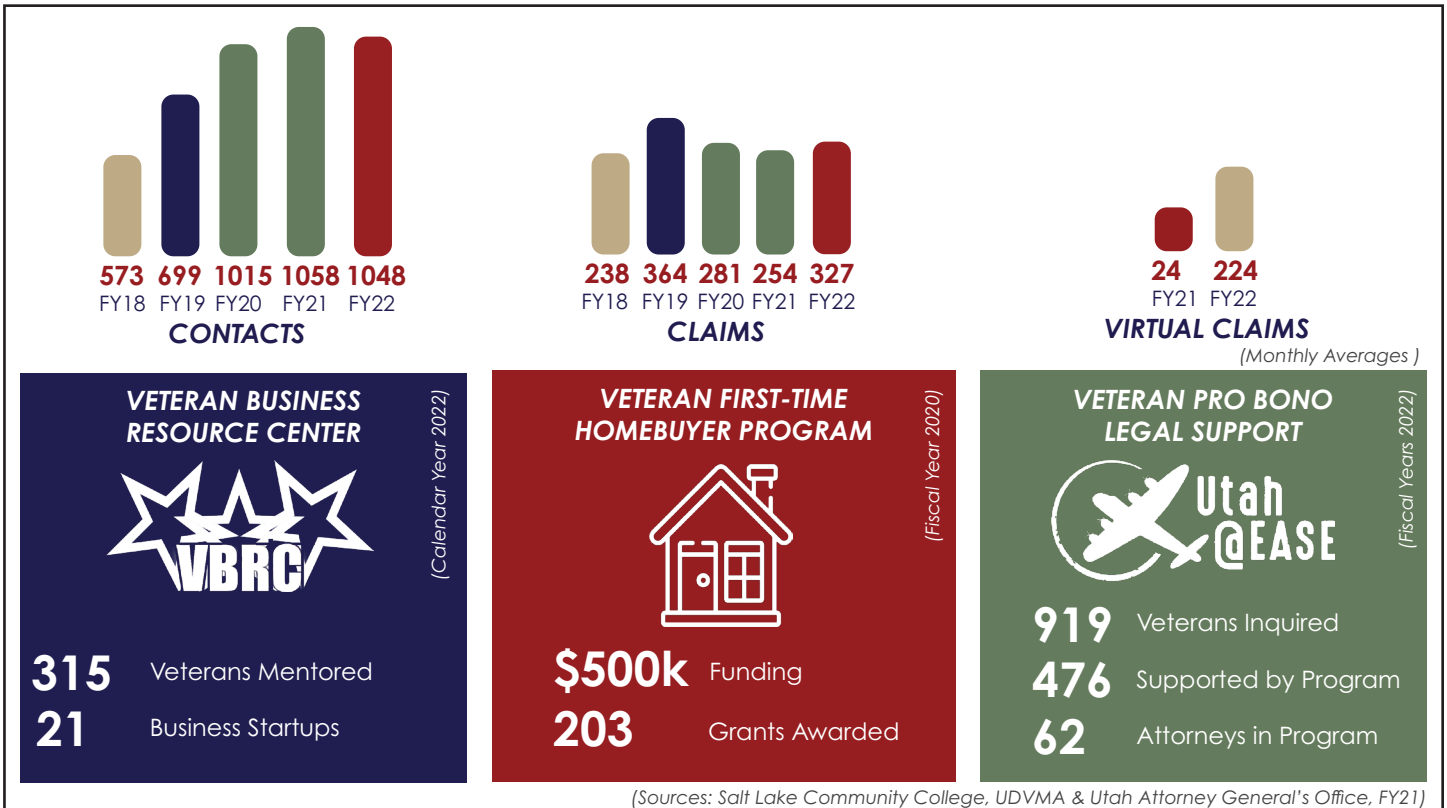 573 699 1015 1058 1048
FY18 FY19 FY20 FY21 FY22
CONTACTS
238 364 281 254 327
FY18 FY19 FY20 FY21 FY22
CLAIMS
24 224
FY21 FY22
VIRTUAL CLAIMS
(Monthly Averages )
VETERAN BUSINESS
RESOURCE CENTER
(Calendar Year 2022)
VBRC
315 Veterans Mentored
21 Business Startups
VETERAN FIRST-TIME
HOMEBUYER PROGRAM
(Fiscal Year 2020)
$500k Funding
203 Grants Awarded
VETERAN PRO BONO
LEGAL SUPPORT
(Fiscal Years 2022)
Utah
@EASE
919 Veterans Inquired
476 Supported by Program
62 Attorneys in Program
(Sources: Salt Lake Community College, UDVMA & Utah Attorney General's Office, FY21)